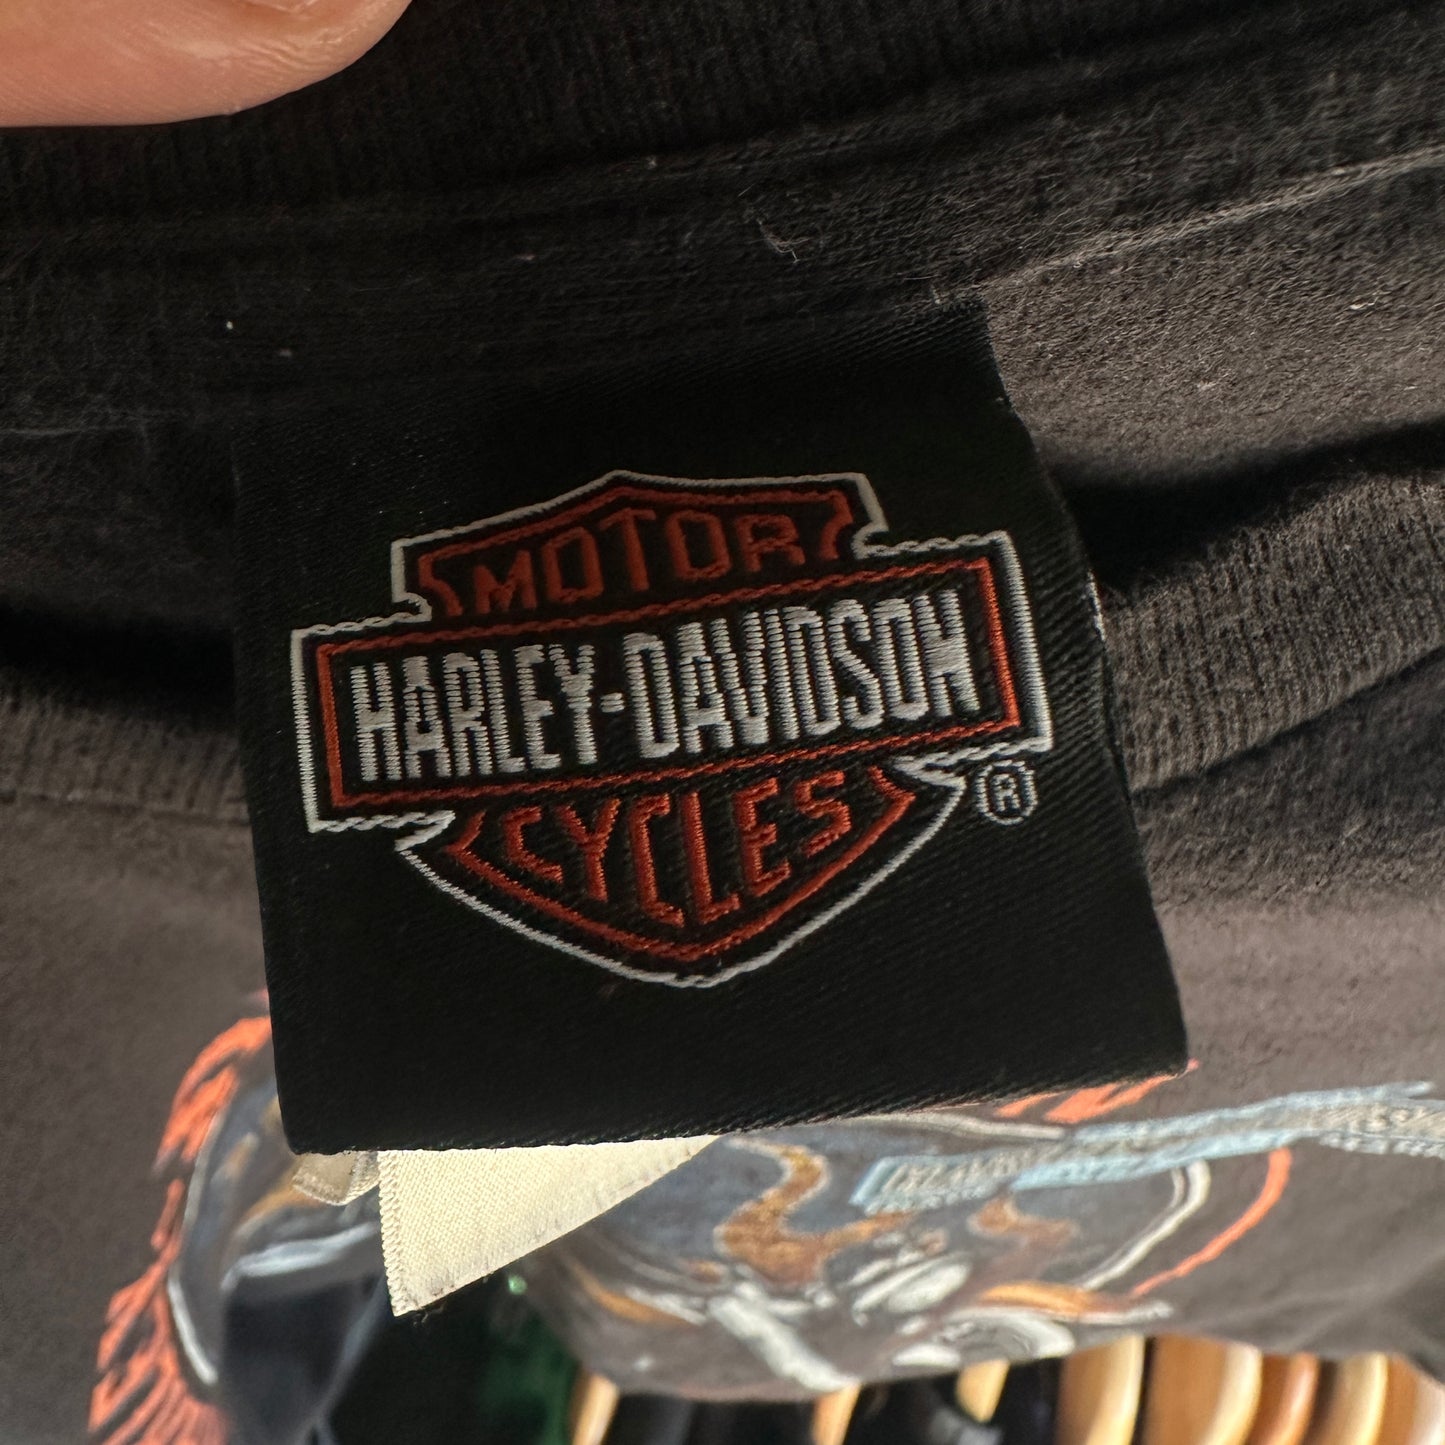 MOTOR
HARLEY-DAVIDSON
CYCLES
®